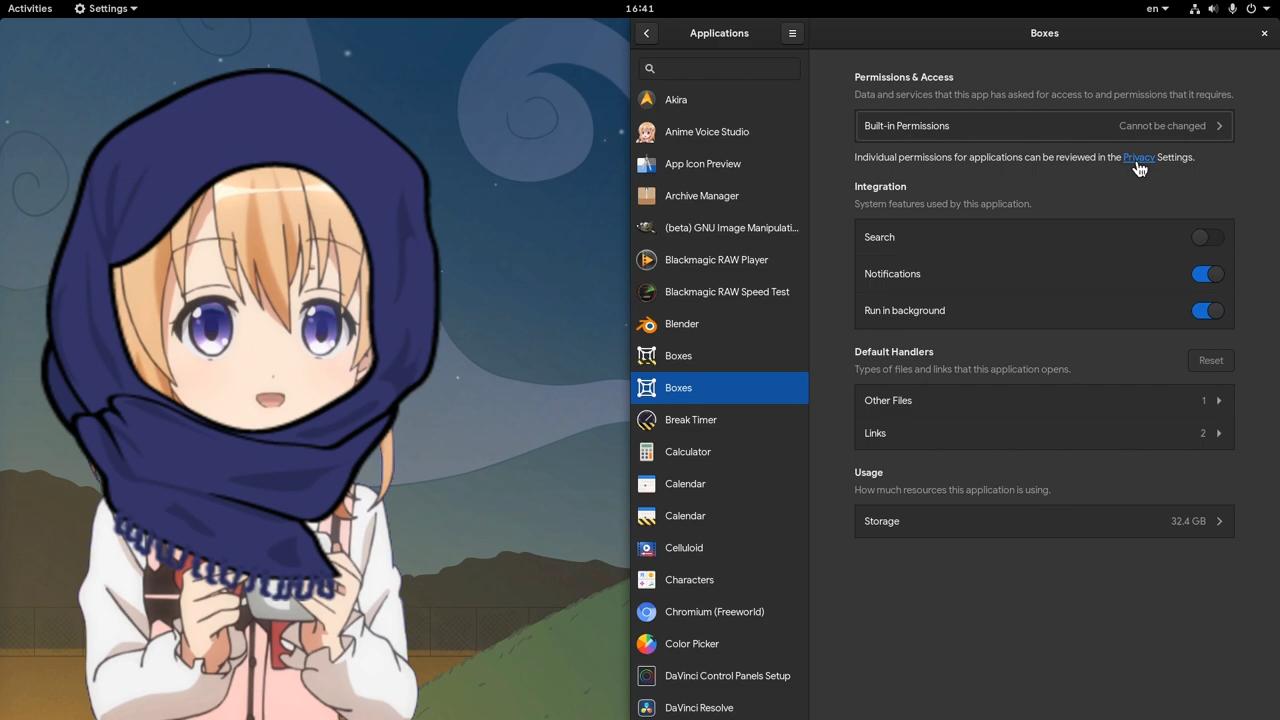 Activities
Settings
16:41
en
Applications
Akira
Anime Voice Studio
App Icon Preview
Archive Manager
(beta) GNU Image Manipulati...
Blackmagic RAW Player
Blackmagic RAW Speed Test
Blender
Boxes
Boxes
Break Timer
Calculator
Calendar
Calendar
Celluloid
Characters
Chromium (Freeworld)
Color Picker
DaVinci Control Panels Setup
DaVinci Resolve
Boxes
Permissions & Access
Data and services that this app has asked for access to and permissions that it requires.
Built-in Permissions Cannot be changed
Individual permissions for applications can be reviewed in the Privacy Settings.
Integration
System features used by this application.
Search
Notifications
Run in background
Default Handlers
Types of files and links that this application opens.
Reset
Other Files 1
Links 2
Usage
How much resources this application is using.
Storage 32.4 GB